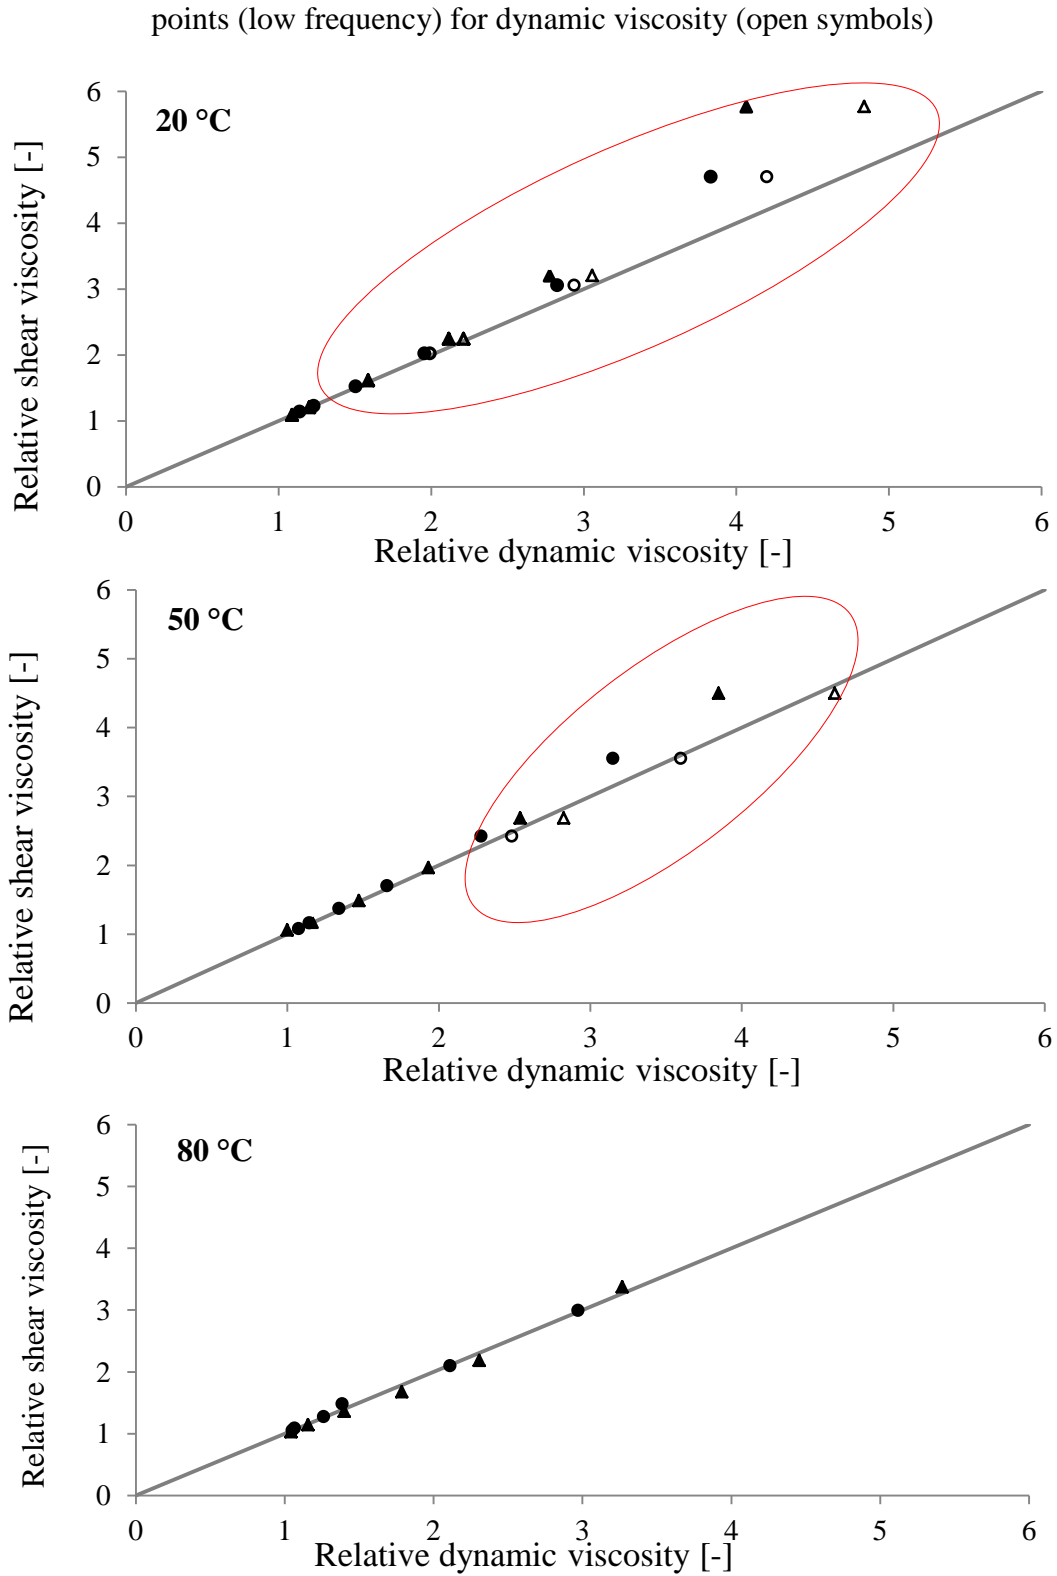 points (low frequency) for dynamic viscosity (open symbols)
20 °C
Relative shear viscosity [-]
6
5
4
3
2
1
0
0 1 2 3 4 5 6
Relative dynamic viscosity [-]
50 °C
Relative shear viscosity [-]
6
5
4
3
2
1
0
0 1 2 3 4 5 6
Relative dynamic viscosity [-]
80 °C
Relative shear viscosity [-]
6
5
4
3
2
1
0
0 1 2 3 4 5 6
Relative dynamic viscosity [-]